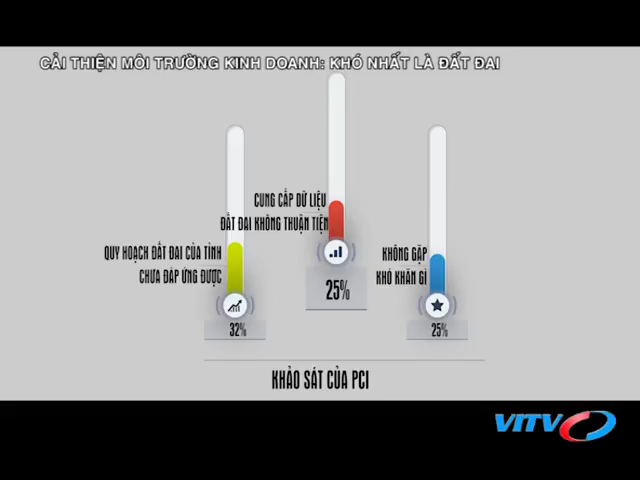 CẢI THIỆN MÔI TRƯỜNG KINH DOANH: KHÓ NHẤT LÀ ĐẤT ĐAI
CUNG CẤP DỮ LIỆU
ĐẤT ĐAI KHÔNG THUẬN TIỆN
25%
QUY HOẠCH ĐẤT ĐAI CỦA TỈNH
CHƯA ĐÁP ỨNG ĐƯỢC
32%
KHÔNG GẶP
KHÓ KHĂN GÌ
25%
KHẢO SÁT CỦA PCI
VITV